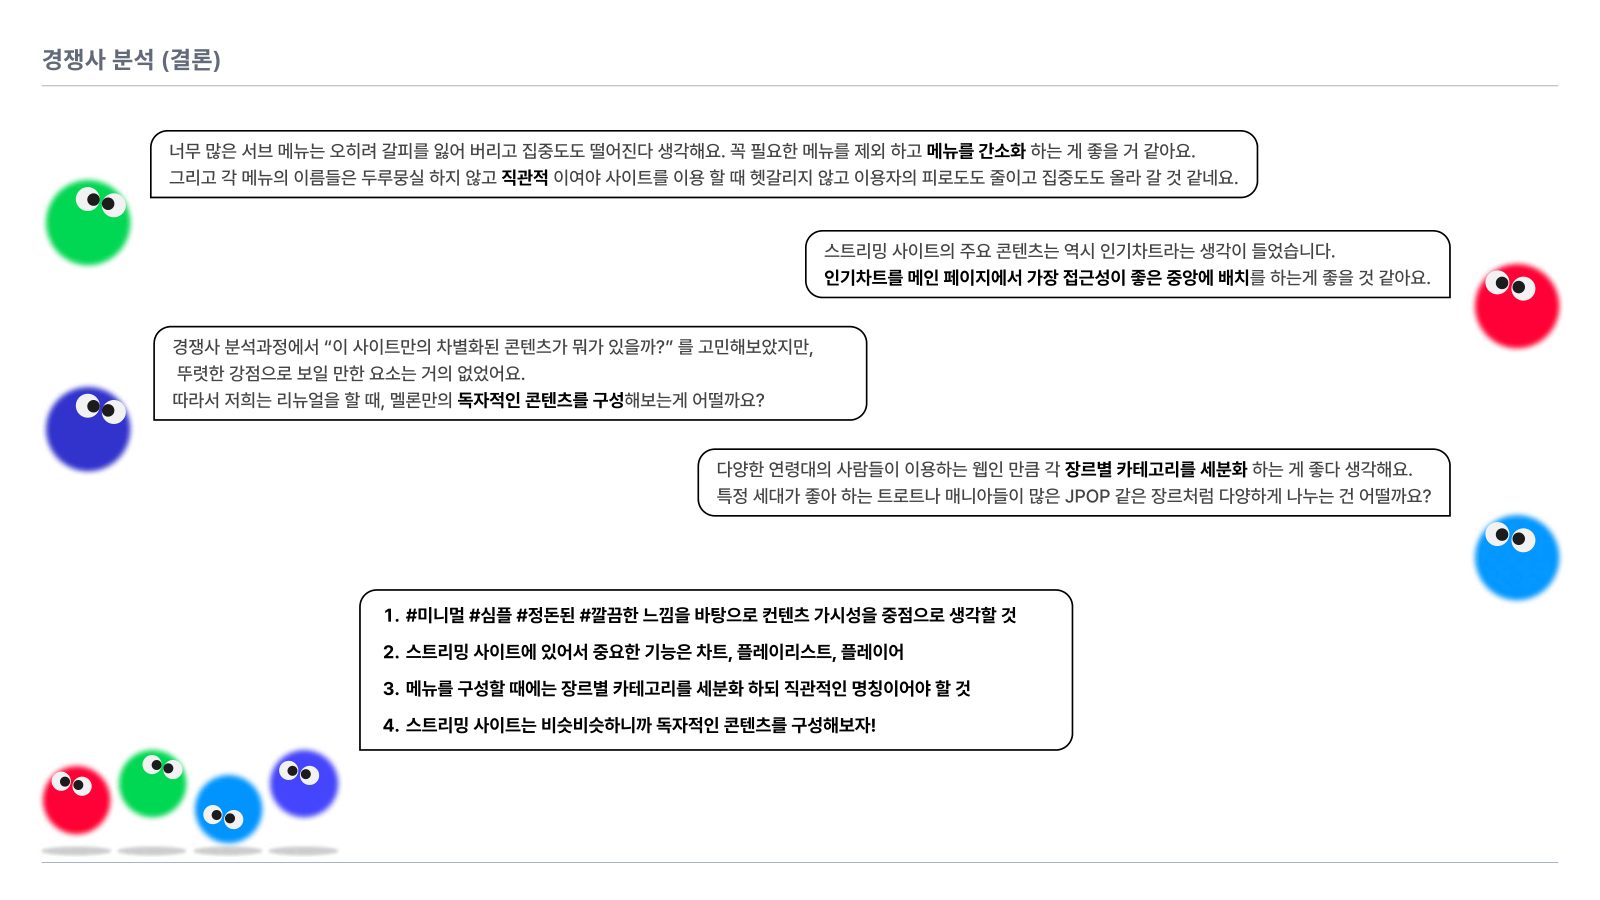 경쟁사 분석 (결론)
너무 많은 서브 메뉴는 오히려 갈피를 잃어 버리고 집중도도 떨어진다 생각해요. 꼭 필요한 메뉴를 제외 하고 메뉴를 간소화 하는 게 좋을 거 같아요.
그리고 각 메뉴의 이름들은 두루뭉실 하지 않고 직관적 이여야 사이트를 이용 할 때 헷갈리지 않고 이용자의 피로도도 줄이고 집중도도 올라 갈 것 같네요.
스트리밍 사이트의 주요 콘텐츠는 역시 인기차트라는 생각이 들었습니다.
인기차트를 메인 페이지에서 가장 접근성이 좋은 중앙에 배치를 하는게 좋을 것 같아요.
경쟁사 분석과정에서 “이 사이트만의 차별화된 콘텐츠가 뭐가 있을까?” 를 고민해보았지만,
뚜렷한 강점으로 보일 만한 요소는 거의 없었어요.
따라서 저희는 리뉴얼을 할 때, 멜론만의 독자적인 콘텐츠를 구성해보는게 어떨까요?
다양한 연령대의 사람들이 이용하는 웹인 만큼 각 장르별 카테고리를 세분화 하는 게 좋다 생각해요.
특정 세대가 좋아 하는 트로트나 매니아들이 많은 JPOP 같은 장르처럼 다양하게 나누는 건 어떨까요?
1. #미니멀 #심플 #정돈된 #깔끔한 느낌을 바탕으로 컨텐츠 가시성을 중점으로 생각할 것
2. 스트리밍 사이트에 있어서 중요한 기능은 차트, 플레이리스트, 플레이어
3. 메뉴를 구성할 때에는 장르별 카테고리를 세분화 하되 직관적인 명칭이어야 할 것
4. 스트리밍 사이트는 비슷비슷하니까 독자적인 콘텐츠를 구성해보자!